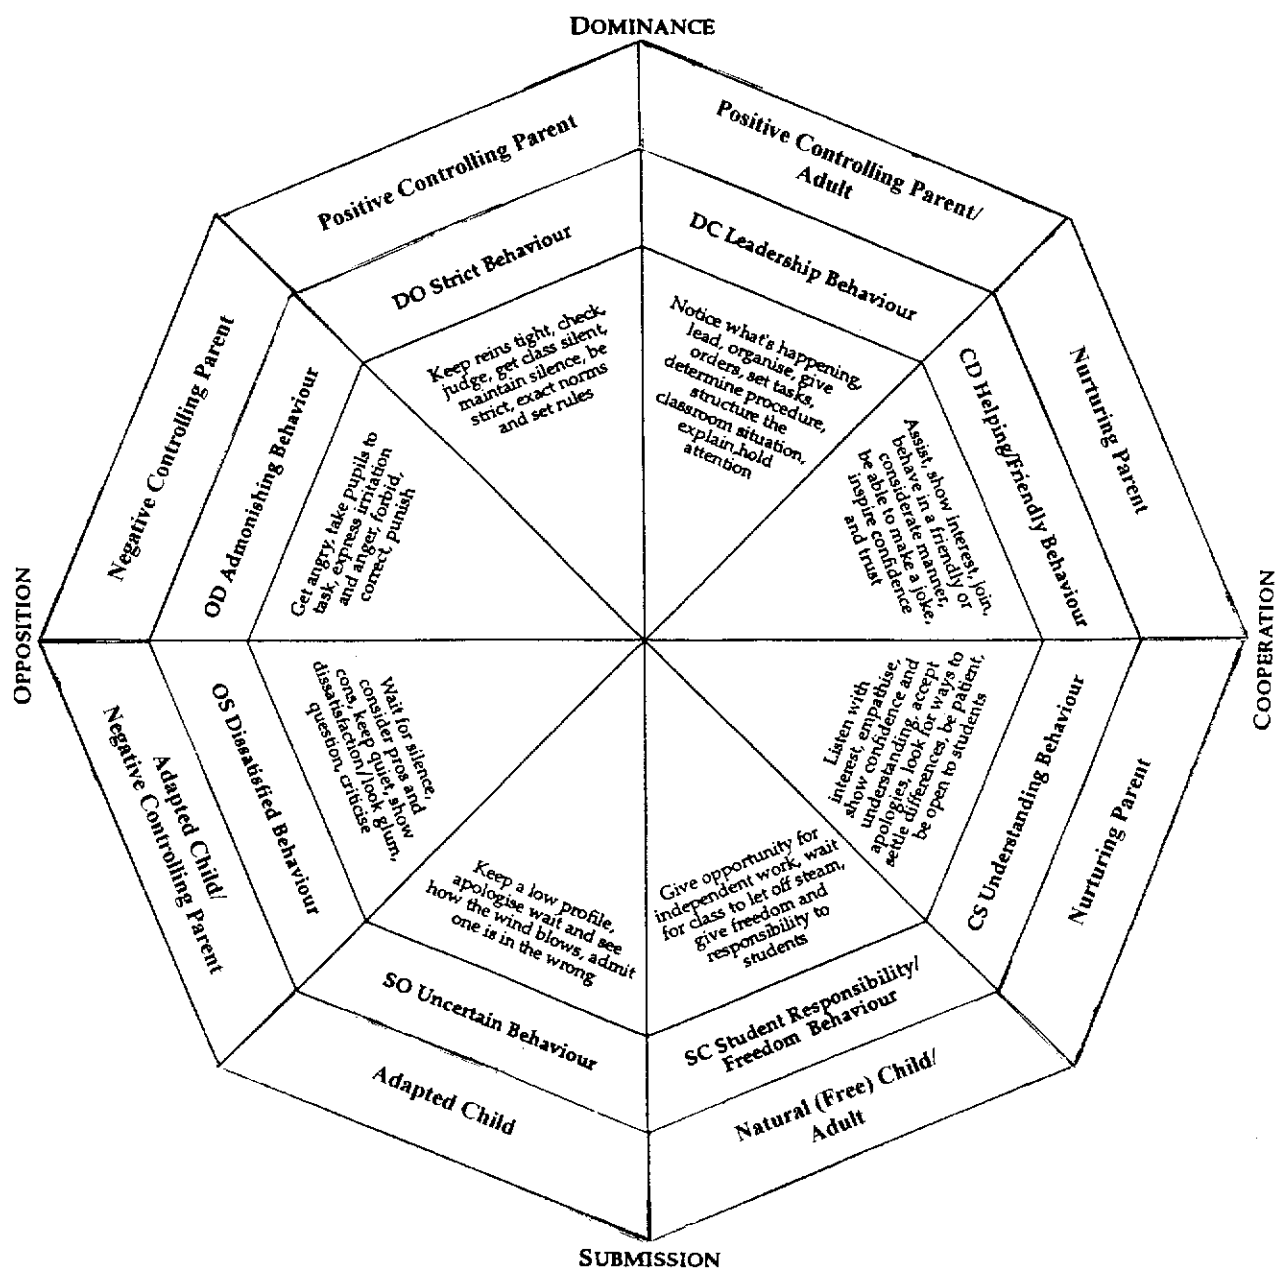 DOMINANCE
Positive Controlling Parent/
Adult
DC Leadership Behaviour
Notice what's happening,
lead, organise, give
orders, set tasks,
determine procedure,
structure the
classroom situation,
explain, hold
attention
Nurturing Parent
CD Helping/Friendly Behaviour
Assist, show interest, join,
behave in a friendly or
considerate manner,
be able to make a joke,
inspire confidence
and trust
COOPERATION
Nurturing Parent
CS Understanding Behaviour
Listen with
interest, empathise,
show confidence and
understanding, accept
apologies, look for ways to
settle differences, be patient,
be open to students
Natural (Free) Child/
Adult
SC Student Responsibility/
Freedom Behaviour
Give opportunity for
independent work, wait
for class to let off steam,
give freedom and
responsibility to
students
SUBMISSION
Adapted Child
SO Uncertain Behaviour
Keep a low profile,
apologise wait and see
how the wind blows, admit
one is in the wrong
Adapted Child/
Negative Controlling Parent
OS Dissatisfied Behaviour
Wait for silence,
consider pros and
cons, keep quiet, show
dissatisfaction/look glum,
question, criticise
OPPOSITION
Negative Controlling Parent
OD Admonishing Behaviour
Get angry, take pupils to
task, express irritation
and anger, forbid,
correct, punish
Positive Controlling Parent
DO Strict Behaviour
Keep reins tight, check,
judge, get class silent,
maintain silence, be
strict, exact norms
and set rules